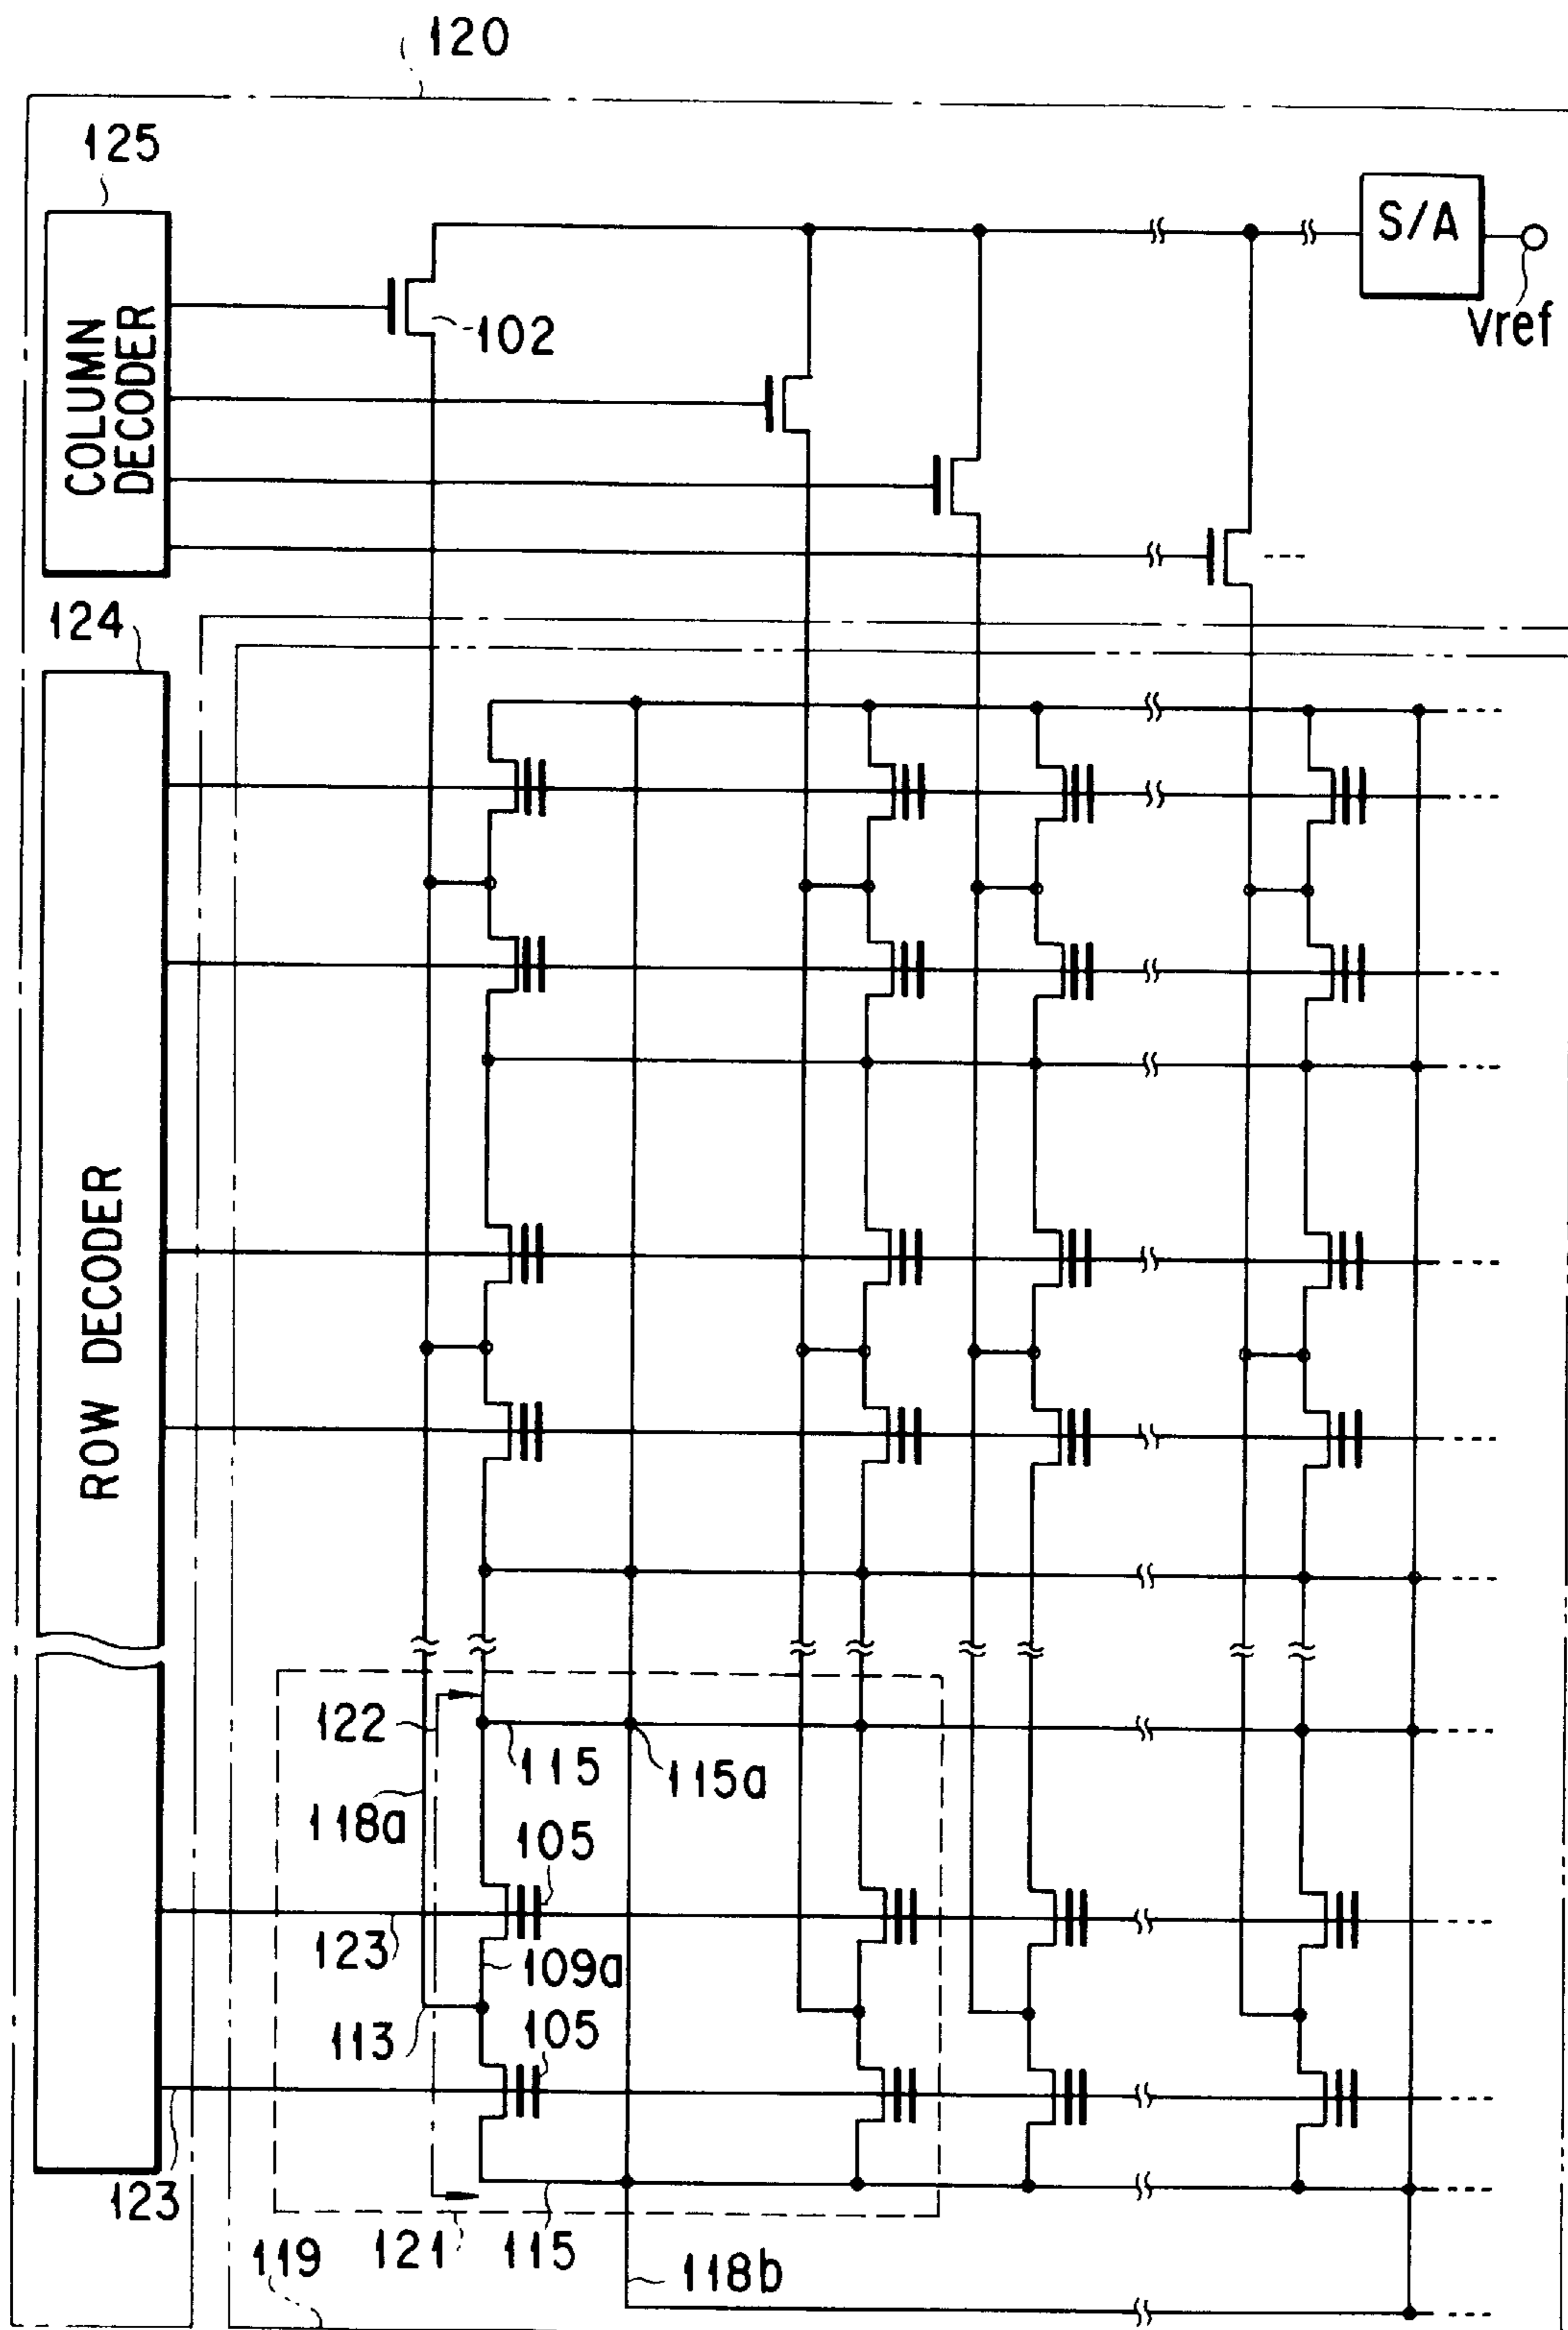 120
125
S/A
Vref
COLUMN
DECODER
102
124
ROW DECODER
122
115
115a
118a
105
123
109a
113
105
123
121
115
119
118b